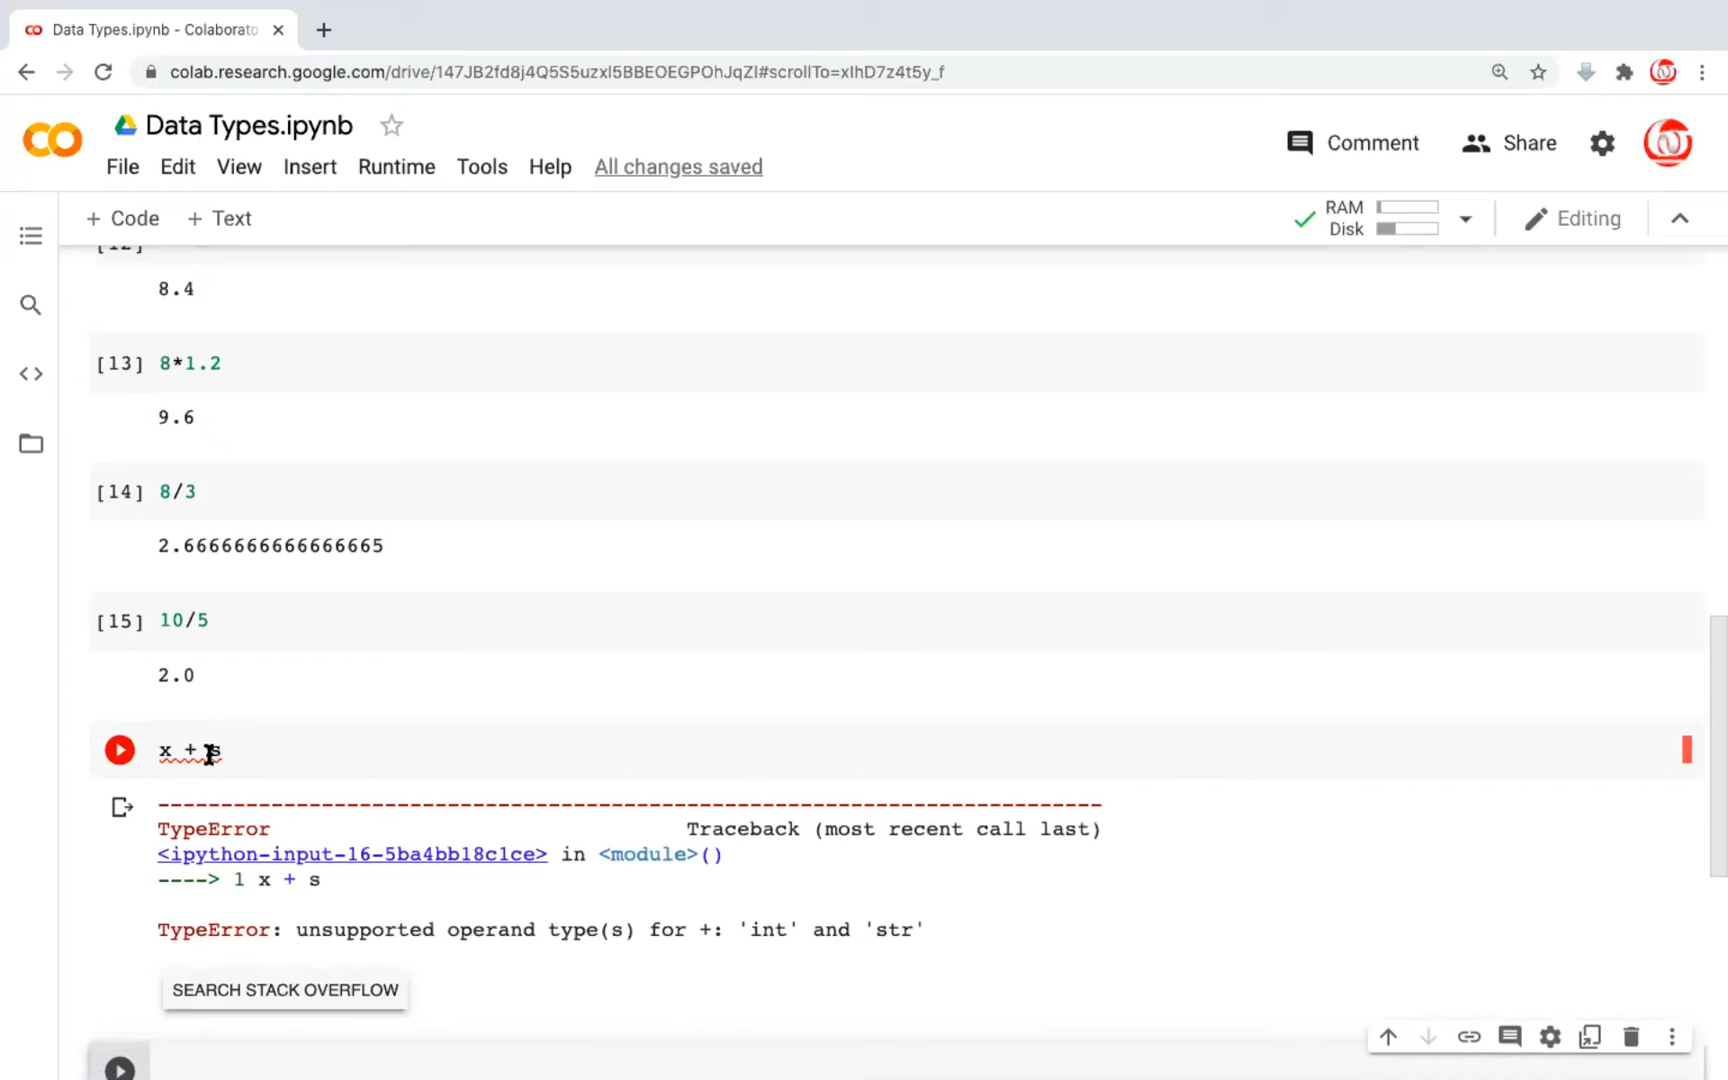 Data Types.ipynb - Colaborato
colab.research.google.com/drive/147JB2fd8j4Q5S5uzxI5BBEOEGPOhJqZI#scrollTo=xIhD7z4t5y_f
Data Types.ipynb
Comment
Share
File Edit View Insert Runtime Tools Help All changes saved
+ Code + Text
RAM
Disk
Editing
[12]
8.4
[13] 8*1.2
9.6
[14] 8/3
2.6666666666666665
[15] 10/5
2.0
x + s
---------------------------------------------------------------------------
TypeError Traceback (most recent call last)
<ipython-input-16-5ba4bb18c1ce> in <module>()
----> 1 x + s
TypeError: unsupported operand type(s) for +: 'int' and 'str'
SEARCH STACK OVERFLOW